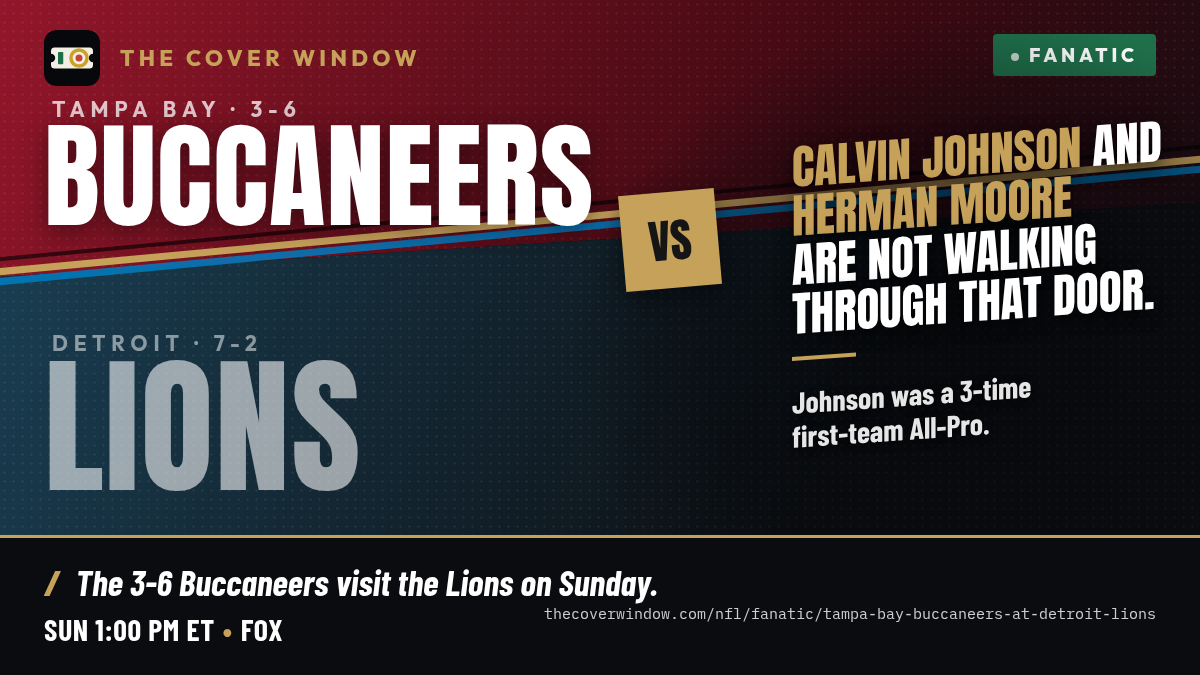 THE COVER WINDOW
FANATIC
TAMPA BAY · 3-6
BUCCANEERS
VS
DETROIT · 7-2
LIONS
CALVIN JOHNSON AND
HERMAN MOORE
ARE NOT WALKING
THROUGH THAT DOOR.
Johnson was a 3-time
first-team All-Pro.
/ The 3-6 Buccaneers visit the Lions on Sunday.
SUN 1:00 PM ET • FOX
thecoverwindow.com/nfl/fanatic/tampa-bay-buccaneers-at-detroit-lions